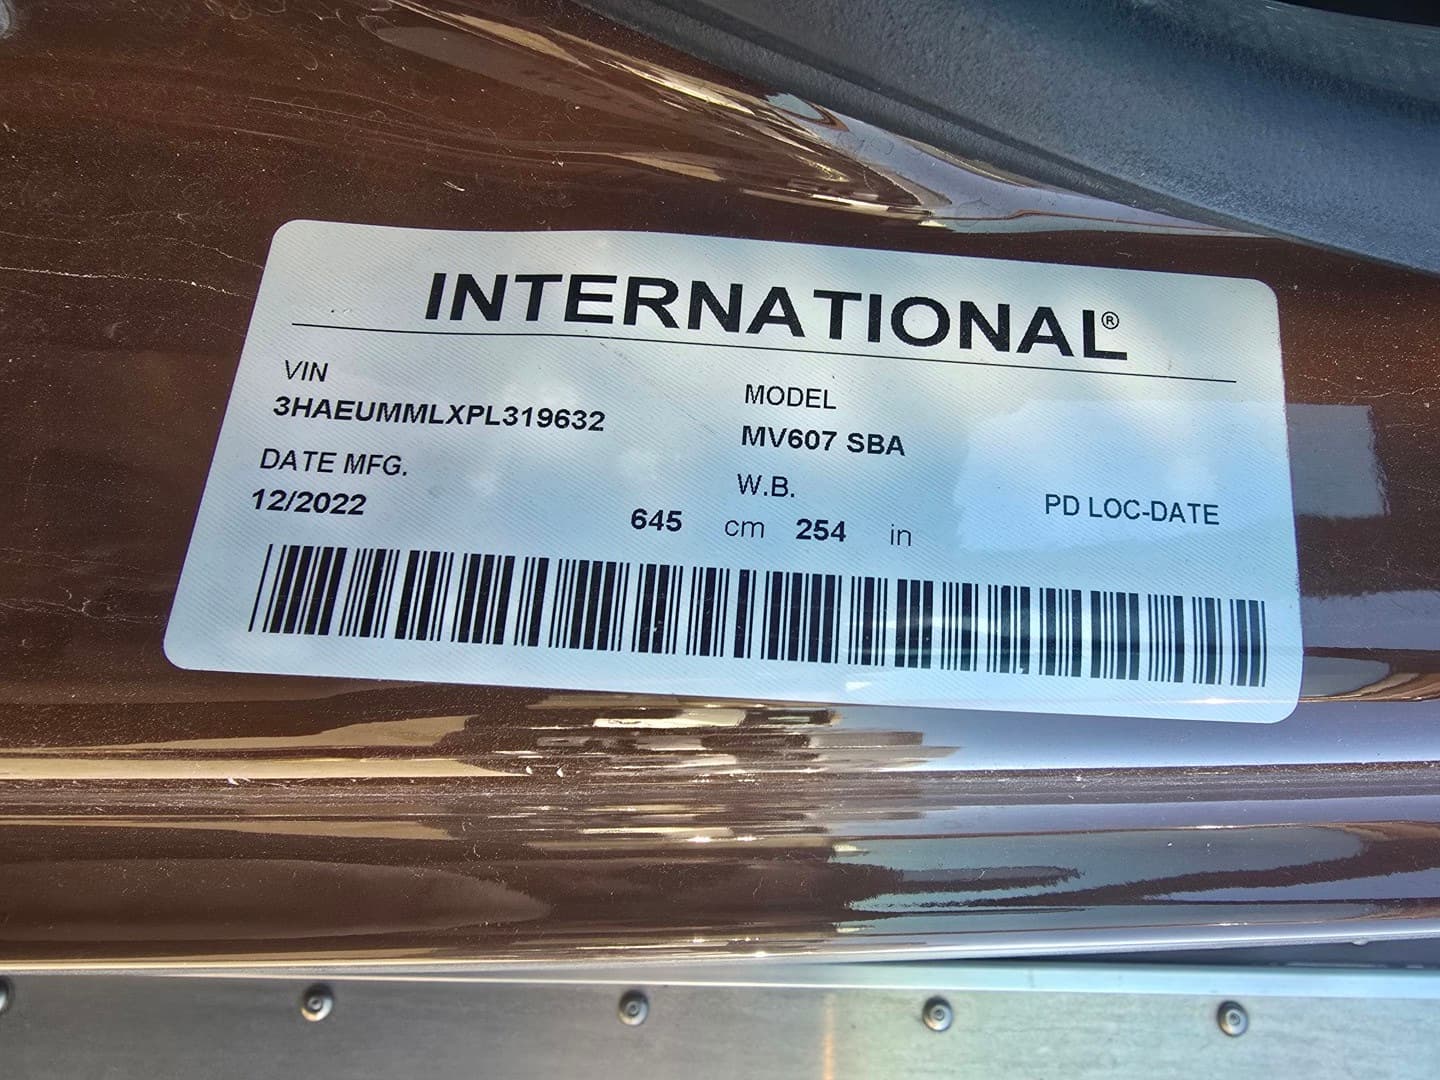 INTERNATIONAL®
VIN
3HAEUMMLXPL319632
MODEL
MV607 SBA
DATE MFG.
12/2022
W.B.
645 cm 254 in
PD LOC-DATE